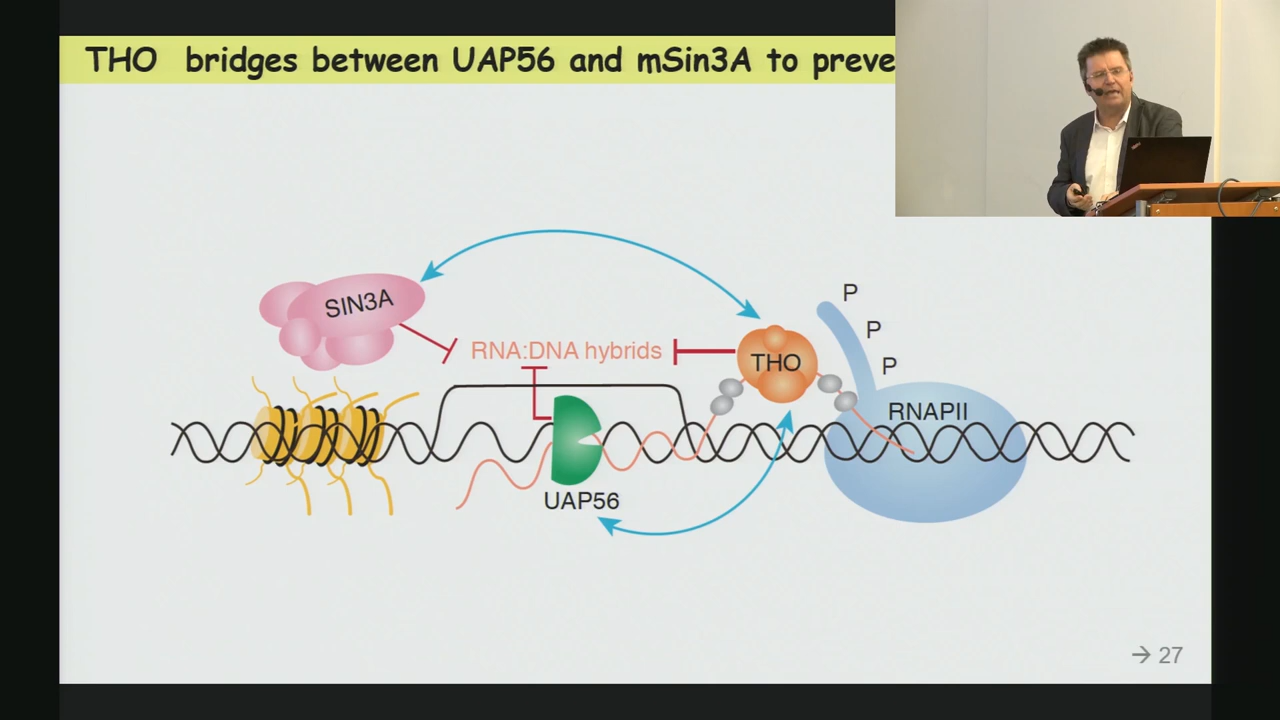 THO bridges between UAP56 and mSin3A to preve
P
SIN3A
P
RNA:DNA hybrids
THO
P
RNAPII
UAP56
→ 27